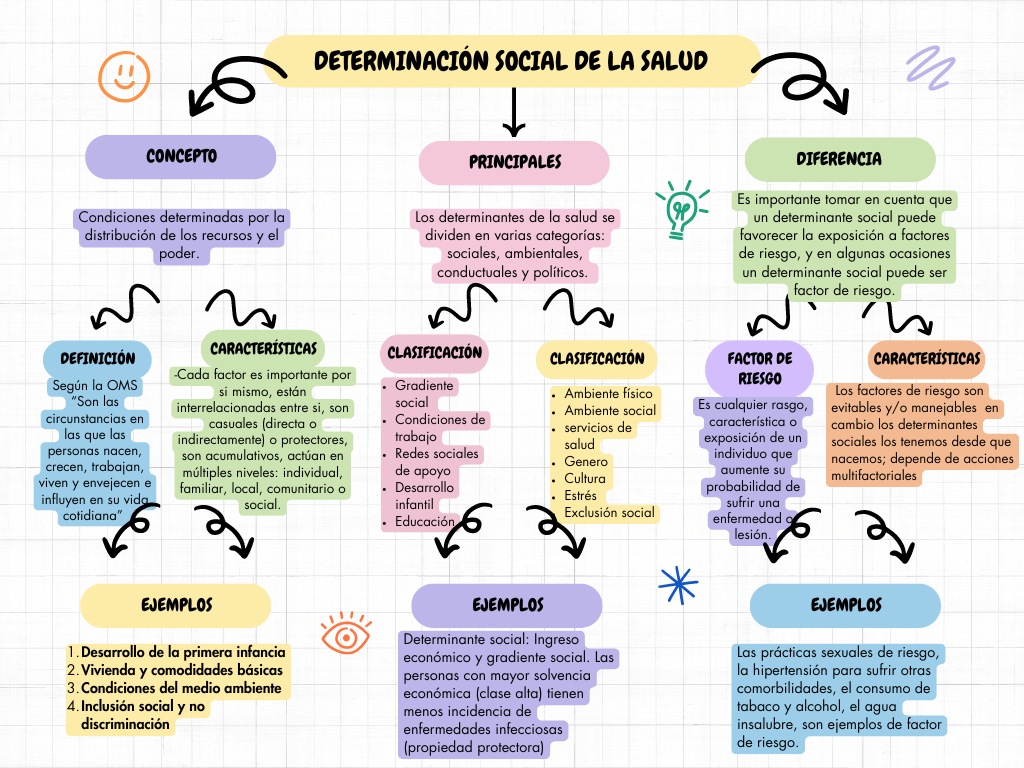 DETERMINACIÓN SOCIAL DE LA SALUD
CONCEPTO
Condiciones determinadas por la
distribución de los recursos y el
poder.
DEFINICIÓN
Según la OMS
“Son las
circunstancias en
las que las
personas nacen,
crecen, trabajan,
viven y envejecen e
influyen en su vida
cotidiana”
CARACTERÍSTICAS
-Cada factor es importante por
si mismo, están
interrelacionadas entre si, son
casuales (directa o
indirectamente) o protectores,
son acumulativos, actúan en
múltiples niveles: individual,
familiar, local, comunitario o
social.
EJEMPLOS
1. Desarrollo de la primera infancia
2. Vivienda y comodidades básicas
3. Condiciones del medio ambiente
4. Inclusión social y no
discriminación
PRINCIPALES
Los determinantes de la salud se
dividen en varias categorías:
sociales, ambientales,
conductuales y políticos.
CLASIFICACIÓN
• Gradiente
social
• Condiciones de
trabajo
• Redes sociales
de apoyo
• Desarrollo
infantil
• Educación
CLASIFICACIÓN
• Ambiente físico
• Ambiente social
• servicios de
salud
• Genero
• Cultura
• Estrés
• Exclusión social
EJEMPLOS
Determinante social: Ingreso
económico y gradiente social. Las
personas con mayor solvencia
económica (clase alta) tienen
menos incidencia de
enfermedades infecciosas
(propiedad protectora)
DIFERENCIA
Es importante tomar en cuenta que
un determinante social puede
favorecer la exposición a factores
de riesgo, y en algunas ocasiones
un determinante social puede ser
factor de riesgo.
FACTOR DE
RIESGO
Es cualquier rasgo,
característica o
exposición de un
individuo que
aumente su
probabilidad de
sufrir una
enfermedad o
lesión.
CARACTERÍSTICAS
Los factores de riesgo son
evitables y/o manejables en
cambio los determinantes
sociales los tenemos desde que
nacemos; depende de acciones
multifactoriales
EJEMPLOS
Las prácticas sexuales de riesgo,
la hipertensión para sufrir otras
comorbilidades, el consumo de
tabaco y alcohol, el agua
insalubre, son ejemplos de factor
de riesgo.